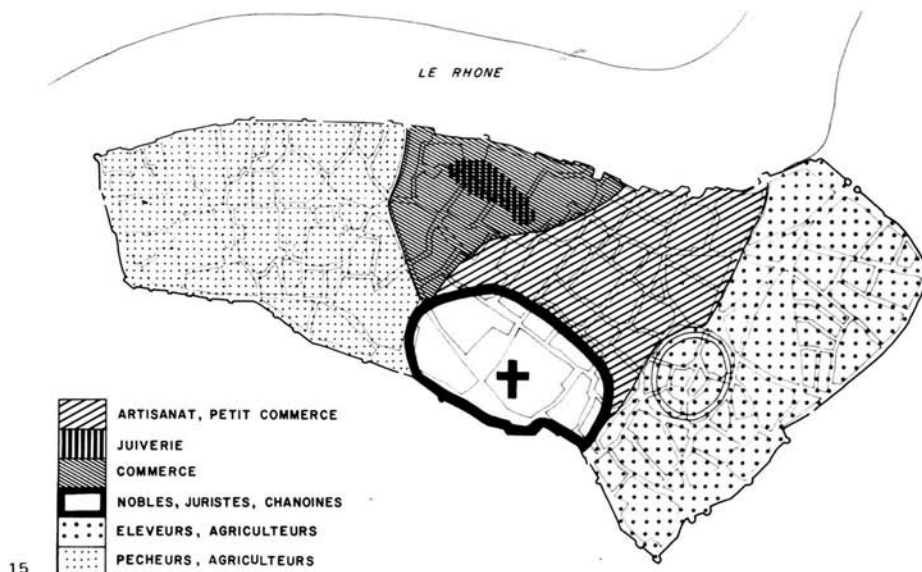 LE RHONE
ARTISANAT, PETIT COMMERCE
JUIVERIE
COMMERCE
NOBLES, JURISTES, CHANOINES
ELEVEURS, AGRICULTEURS
PECHEURS, AGRICULTEURS
15